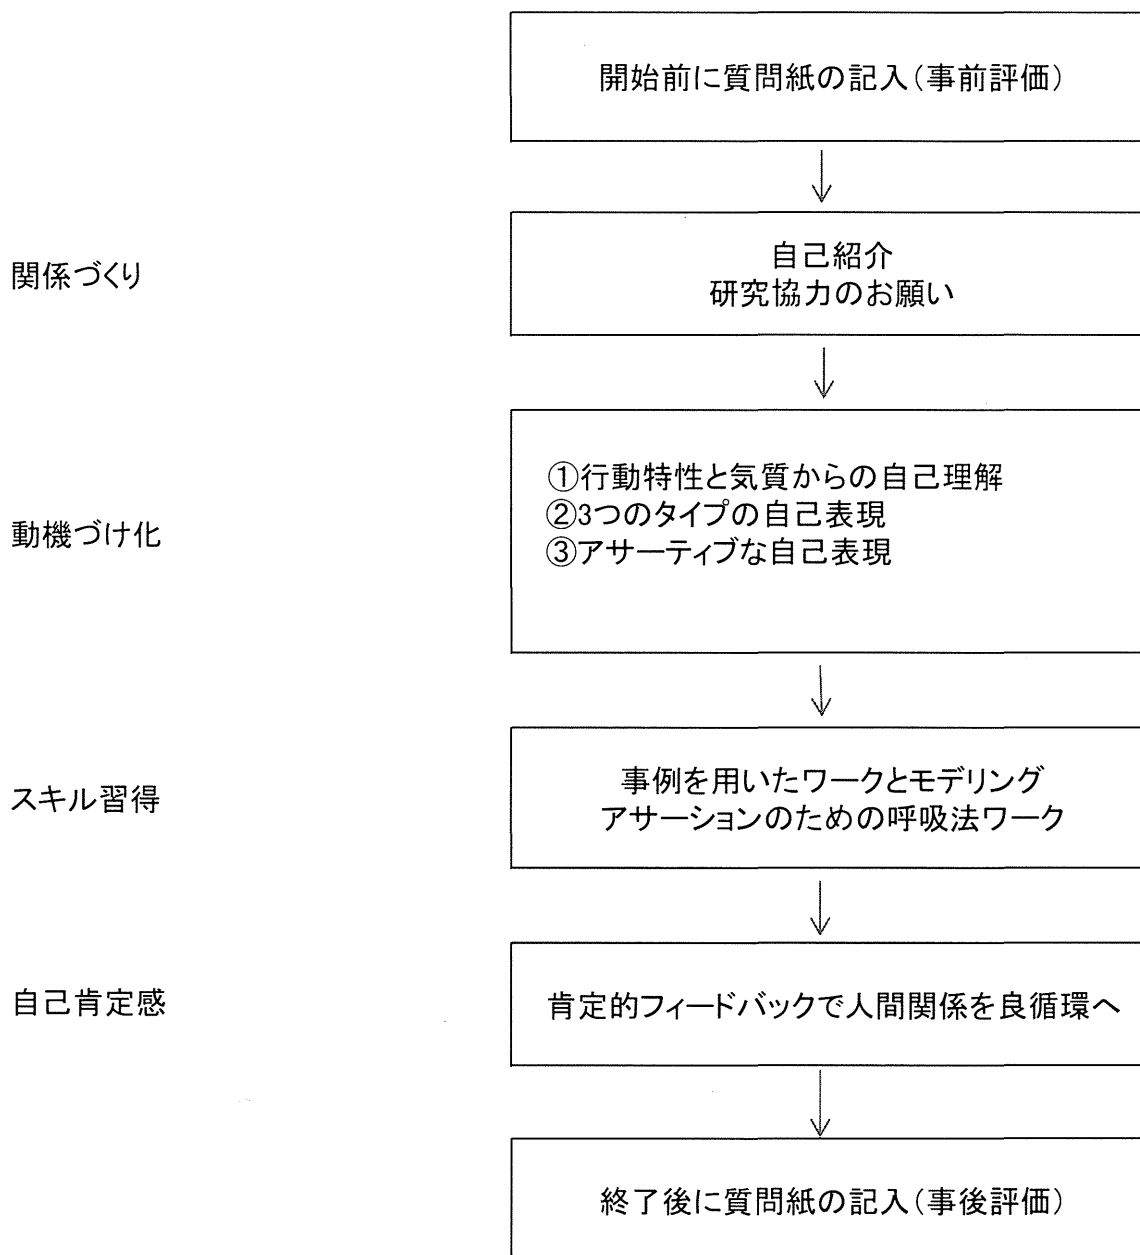 開始前に質問紙の記入(事前評価)
関係づくり
自己紹介
研究協力のお願い
動機づけ化
①行動特性と気質からの自己理解
②3つのタイプの自己表現
③アサーティブな自己表現
スキル習得
事例を用いたワークとモデリング
アサーションのための呼吸法ワーク
自己肯定感
肯定的フィードバックで人間関係を良循環へ
終了後に質問紙の記入(事後評価)